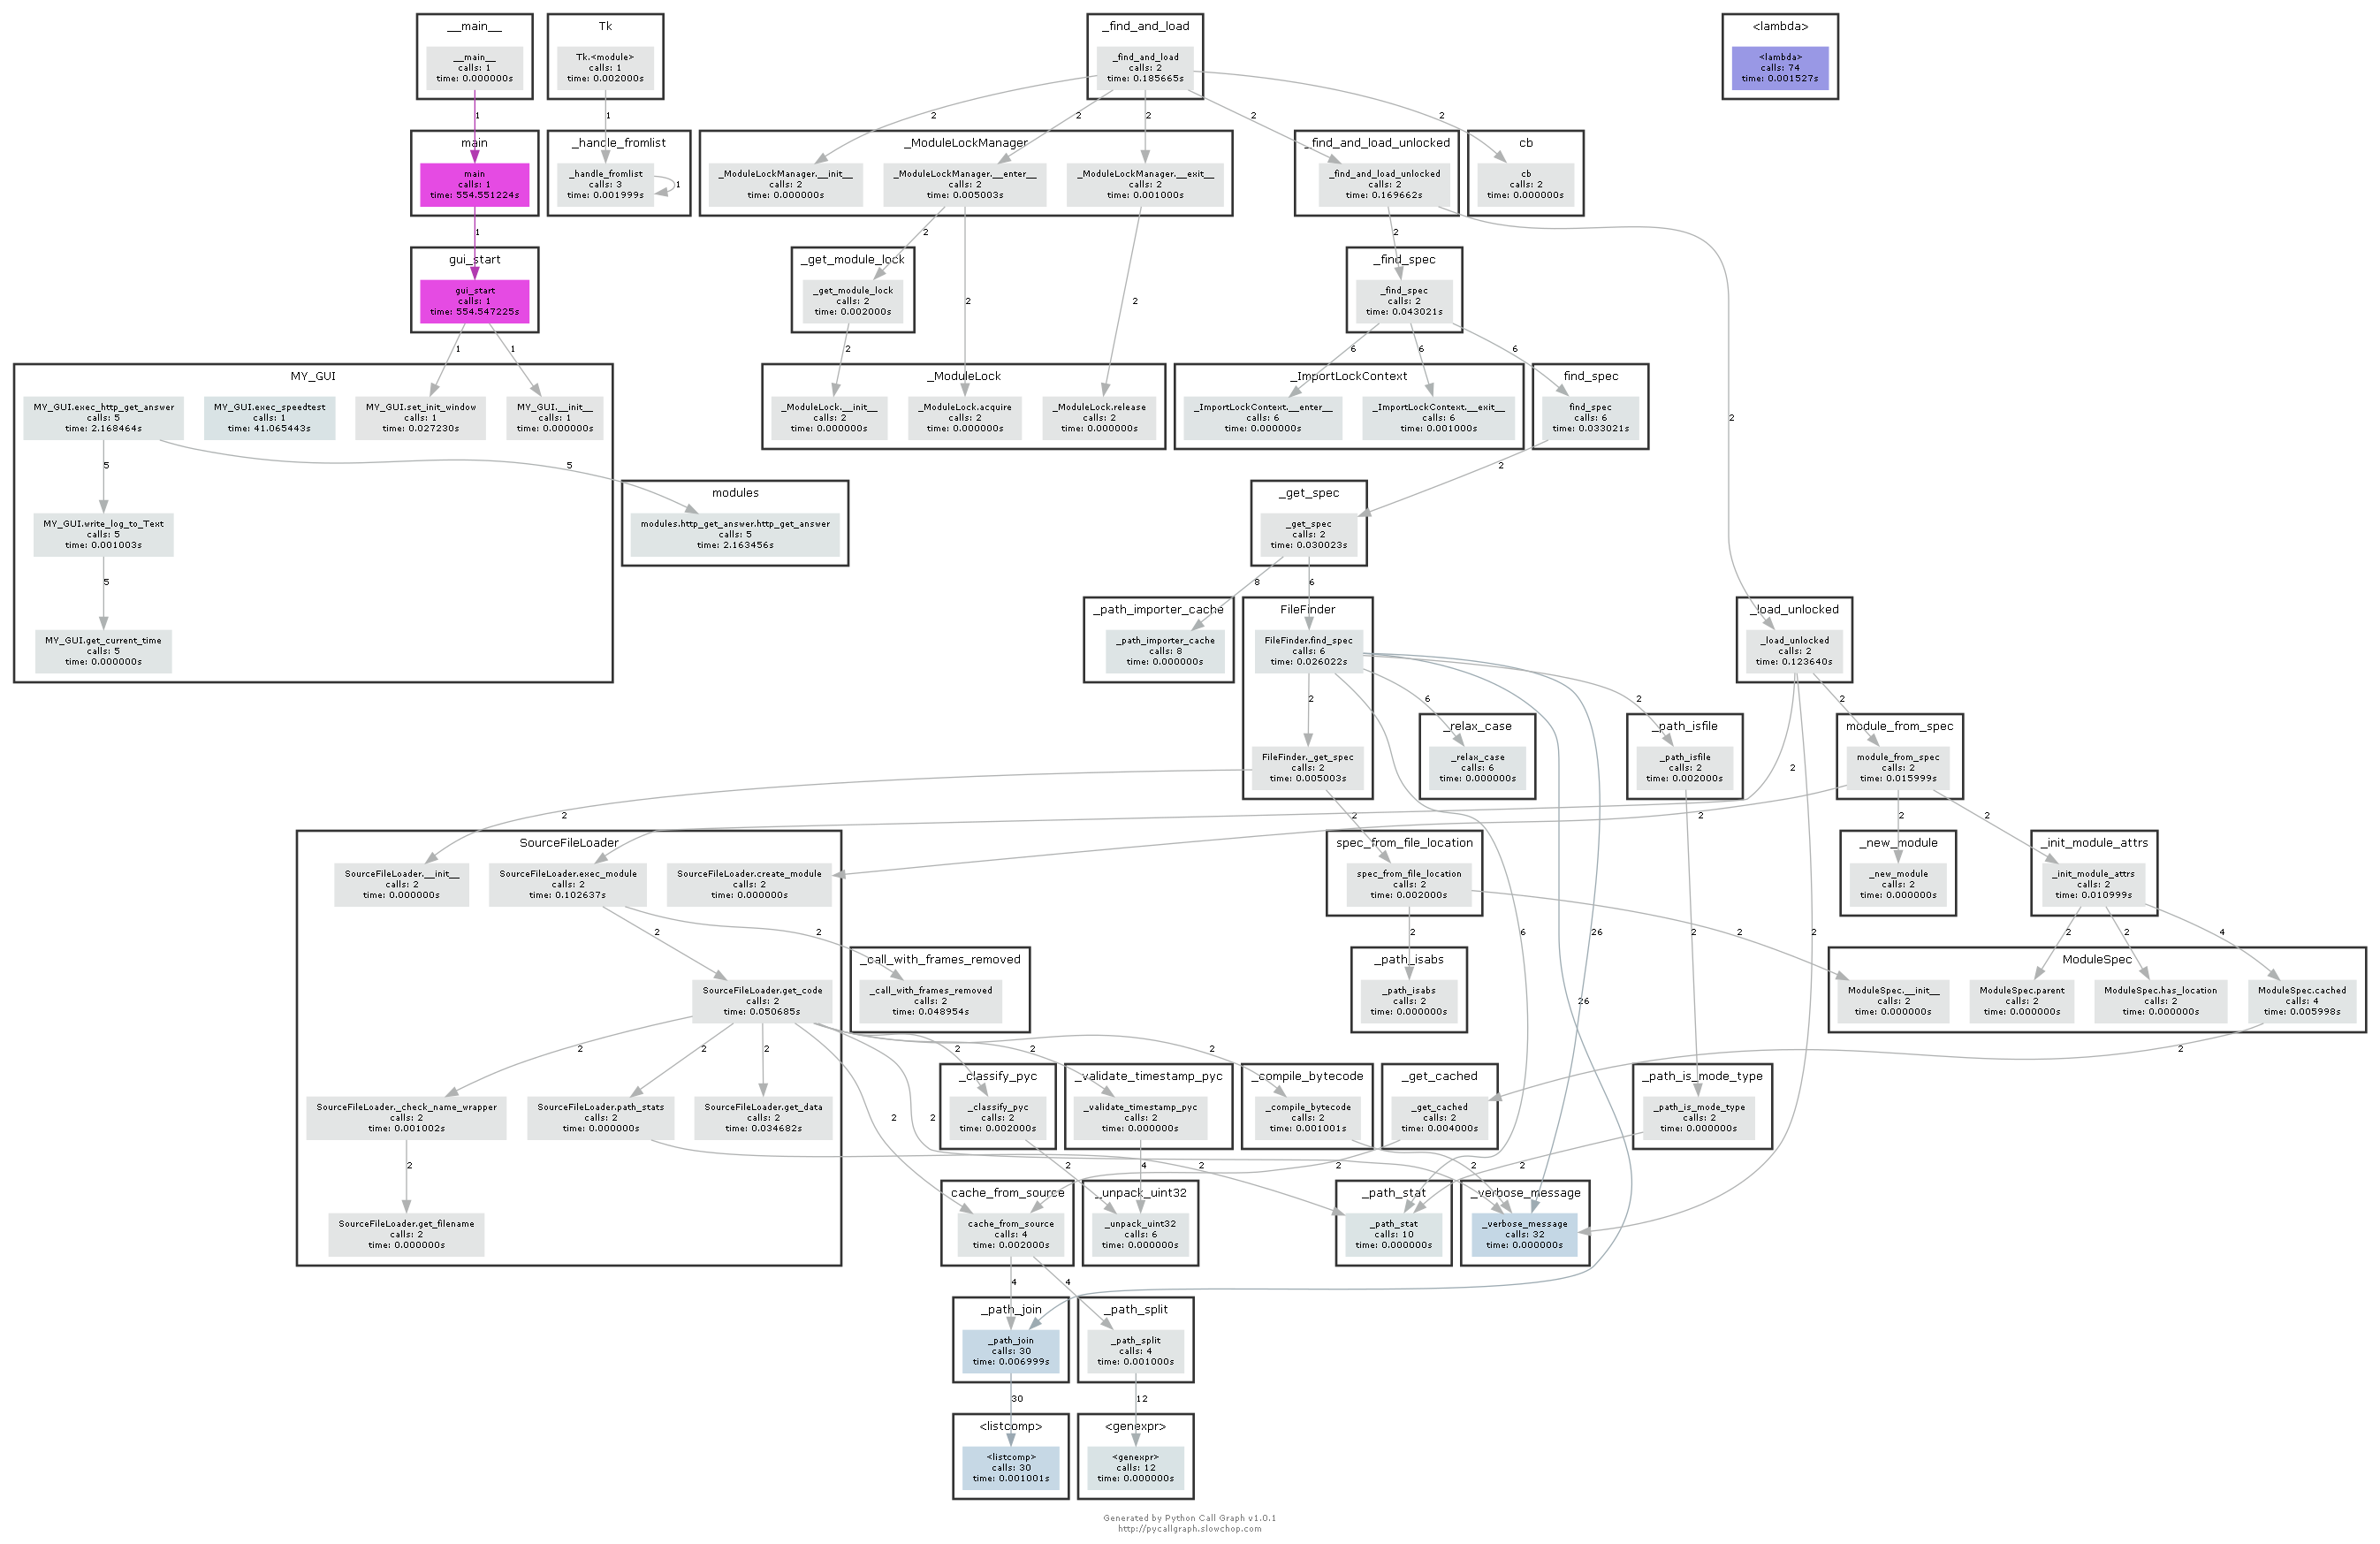 __main__
__main__
calls: 1
time: 0.000000s
Tk
Tk.<module>
calls: 1
time: 0.002000s
_find_and_load
_find_and_load
calls: 2
time: 0.185665s
<lambda>
<lambda>
calls: 74
time: 0.001527s
1
1
2
2
2
2
2
main
main
calls: 1
time: 554.551224s
_handle_fromlist
_handle_fromlist
calls: 3
time: 0.001999s
1
_ModuleLockManager
_ModuleLockManager.__init__
calls: 2
time: 0.000000s
_ModuleLockManager.__enter__
calls: 2
time: 0.005003s
_ModuleLockManager.__exit__
calls: 2
time: 0.001000s
_find_and_load_unlocked
_find_and_load_unlocked
calls: 2
time: 0.169662s
cb
cb
calls: 2
time: 0.000000s
1
2
2
gui_start
gui_start
calls: 1
time: 554.547225s
_get_module_lock
_get_module_lock
calls: 2
time: 0.002000s
2
2
_find_spec
_find_spec
calls: 2
time: 0.043021s
1
1
2
6
6
6
MY_GUI
MY_GUI.exec_http_get_answer
calls: 5
time: 2.168464s
MY_GUI.exec_speedtest
calls: 1
time: 41.065443s
MY_GUI.set_init_window
calls: 1
time: 0.027230s
MY_GUI.__init__
calls: 1
time: 0.000000s
_ModuleLock
_ModuleLock.__init__
calls: 2
time: 0.000000s
_ModuleLock.acquire
calls: 2
time: 0.000000s
_ModuleLock.release
calls: 2
time: 0.000000s
_ImportLockContext
_ImportLockContext.__enter__
calls: 6
time: 0.000000s
_ImportLockContext.__exit__
calls: 6
time: 0.001000s
find_spec
find_spec
calls: 6
time: 0.033021s
2
5
5
2
MY_GUI.write_log_to_Text
calls: 5
time: 0.001003s
modules
modules.http_get_answer.http_get_answer
calls: 5
time: 2.163456s
_get_spec
_get_spec
calls: 2
time: 0.030023s
5
8
6
MY_GUI.get_current_time
calls: 5
time: 0.000000s
_path_importer_cache
_path_importer_cache
calls: 8
time: 0.000000s
FileFinder
FileFinder.find_spec
calls: 6
time: 0.026022s
_load_unlocked
_load_unlocked
calls: 2
time: 0.123640s
2
6
2
2
FileFinder._get_spec
calls: 2
time: 0.005003s
_relax_case
_relax_case
calls: 6
time: 0.000000s
_path_isfile
_path_isfile
calls: 2
time: 0.002000s
2
module_from_spec
module_from_spec
calls: 2
time: 0.015999s
2
2
2
2
2
SourceFileLoader
SourceFileLoader.__init__
calls: 2
time: 0.000000s
SourceFileLoader.exec_module
calls: 2
time: 0.102637s
SourceFileLoader.create_module
calls: 2
time: 0.000000s
spec_from_file_location
spec_from_file_location
calls: 2
time: 0.002000s
_new_module
_new_module
calls: 2
time: 0.000000s
_init_module_attrs
_init_module_attrs
calls: 2
time: 0.010999s
2
2
2
6
26
2
2
2
2
2
4
SourceFileLoader.get_code
calls: 2
time: 0.050685s
_call_with_frames_removed
_call_with_frames_removed
calls: 2
time: 0.048954s
_path_isabs
_path_isabs
calls: 2
time: 0.000000s
26
ModuleSpec
ModuleSpec.__init__
calls: 2
time: 0.000000s
ModuleSpec.parent
calls: 2
time: 0.000000s
ModuleSpec.has_location
calls: 2
time: 0.000000s
ModuleSpec.cached
calls: 4
time: 0.005998s
2
2
2
2
2
2
2
SourceFileLoader._check_name_wrapper
calls: 2
time: 0.001002s
SourceFileLoader.path_stats
calls: 2
time: 0.000000s
SourceFileLoader.get_data
calls: 2
time: 0.034682s
2
2
_classify_pyc
_classify_pyc
calls: 2
time: 0.002000s
_validate_timestamp_pyc
_validate_timestamp_pyc
calls: 2
time: 0.000000s
_compile_bytecode
_compile_bytecode
calls: 2
time: 0.001001s
_get_cached
_get_cached
calls: 2
time: 0.004000s
_path_is_mode_type
_path_is_mode_type
calls: 2
time: 0.000000s
2
2
4
2
2
2
2
SourceFileLoader.get_filename
calls: 2
time: 0.000000s
cache_from_source
cache_from_source
calls: 4
time: 0.002000s
_unpack_uint32
_unpack_uint32
calls: 6
time: 0.000000s
_path_stat
_path_stat
calls: 10
time: 0.000000s
_verbose_message
_verbose_message
calls: 32
time: 0.000000s
4
4
_path_join
_path_join
calls: 30
time: 0.006999s
_path_split
_path_split
calls: 4
time: 0.001000s
30
12
<listcomp>
<listcomp>
calls: 30
time: 0.001001s
<genexpr>
<genexpr>
calls: 12
time: 0.000000s
Generated by Python Call Graph v1.0.1
http://pycallgraph.slowchop.com